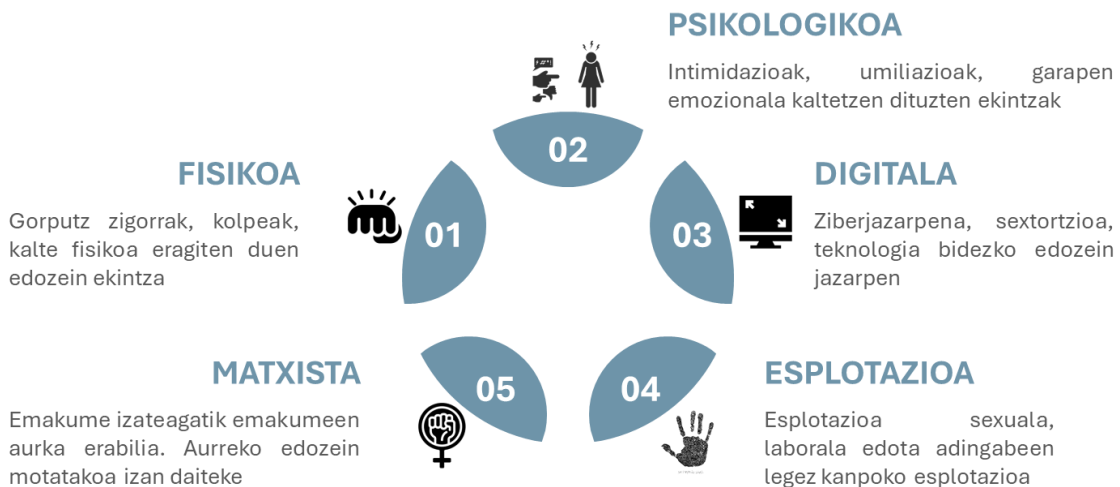 FISIKOA
Gorputz zigorrak, kolpeak,
kalte fisikoa eragiten duen
edozein ekintza
01
PSIKOLOGIKOA
Intimidazioak, umiliazioak, garapen
emozionala kaltetzen dituzten ekintzak
02
DIGITALA
Ziberjazarpena, sextortzioa,
teknologia bidezko edozein
jazarpen
03
ESPLOTAZIOA
Esplotazioa sexuala,
laborala edota adingabeen
legez kanpoko esplotazioa
04
MATXISTA
Emakume izateagatik emakumeen
aurka erabilia. Aurreko edozein
motatakoa izan daiteke
05